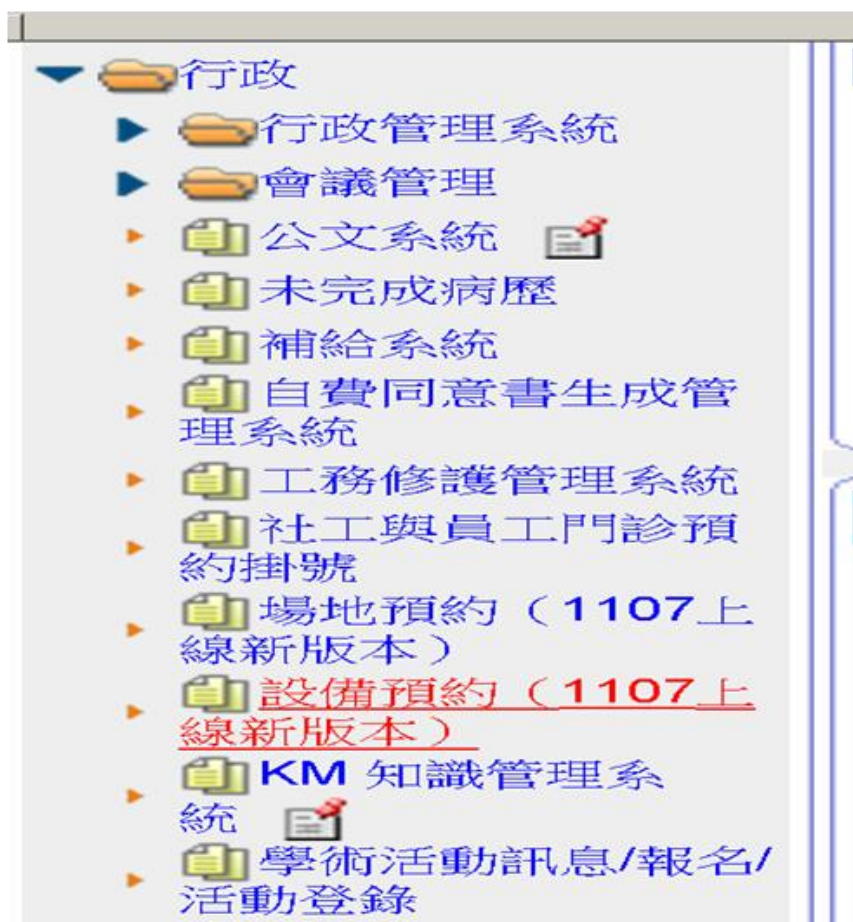 行政
行政管理系統
會議管理
公文系統
未完成病歷
補給系統
自費同意書生成管
理系統
工務修護管理系統
社工與員工門診預
約掛號
場地預約（1107上
線新版本）
設備預約（1107上
線新版本）
KM 知識管理系
統
學術活動訊息/報名/
活動登錄